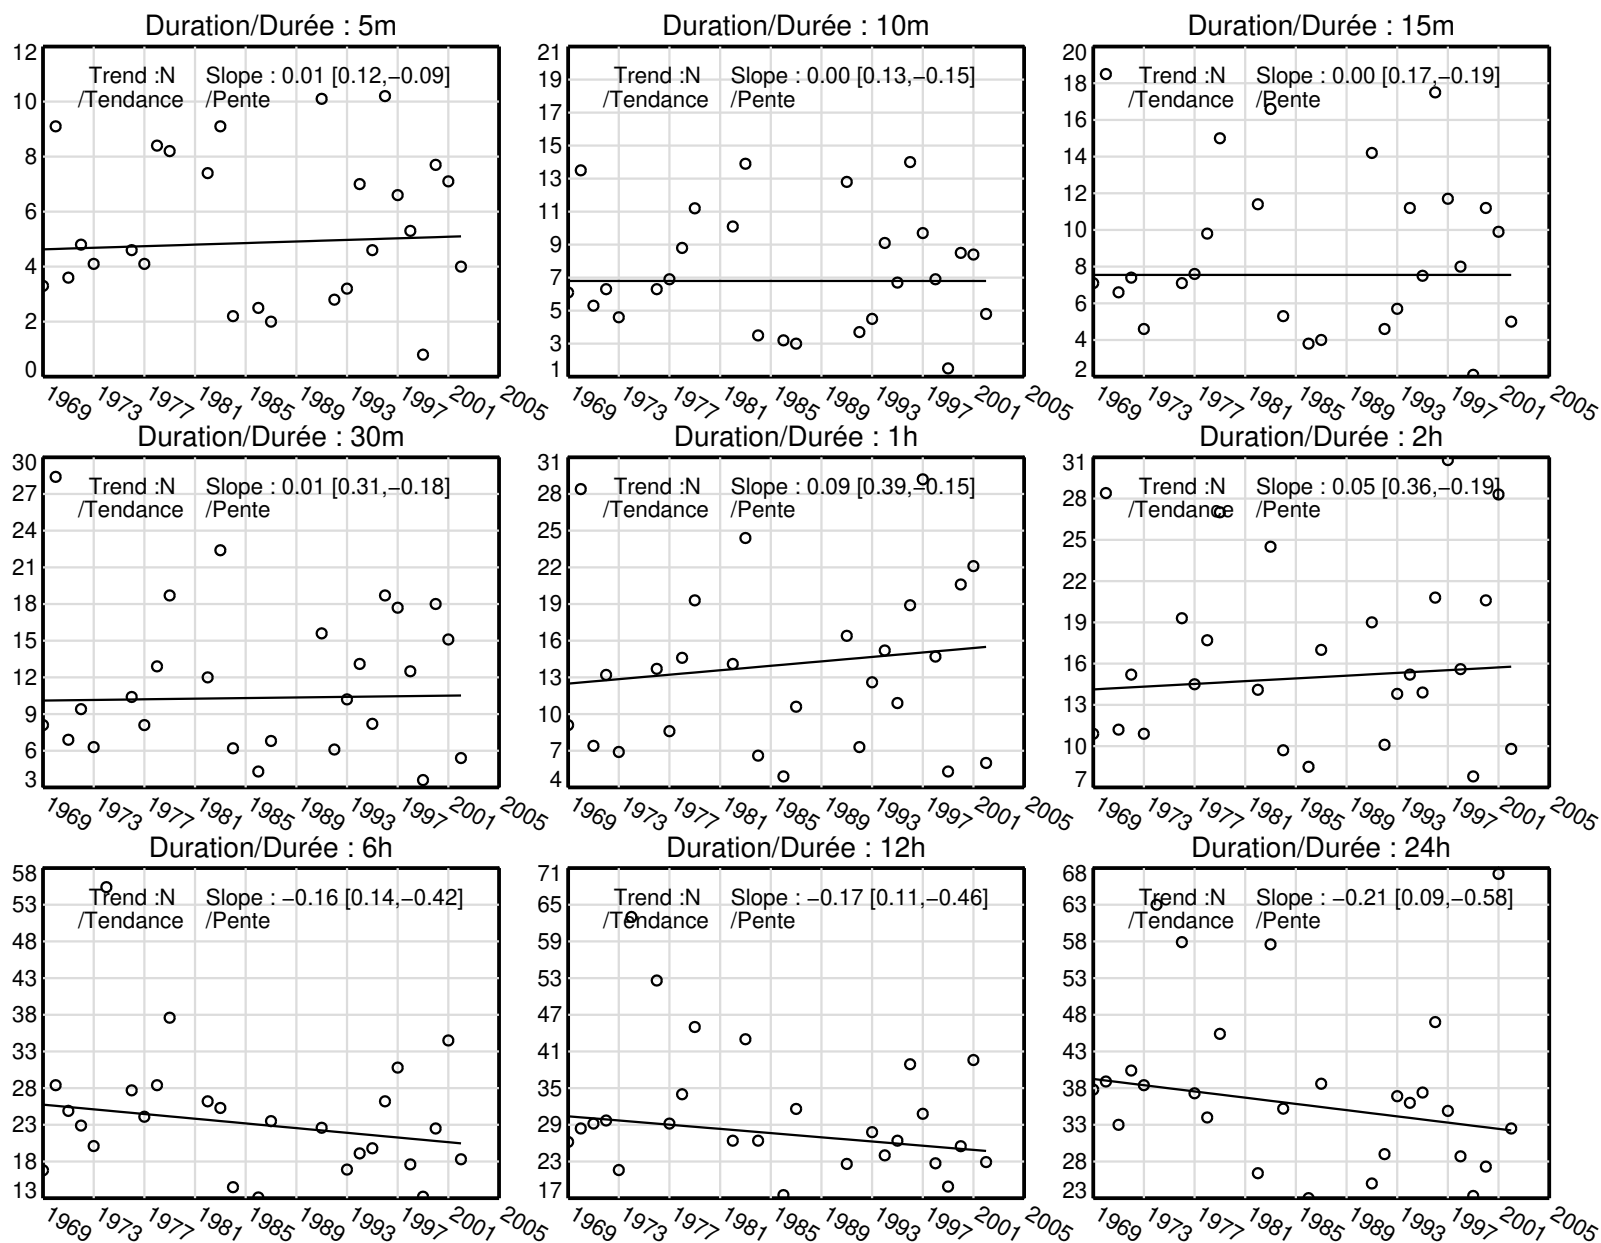 Duration/Durée : 5m
Trend :N Slope : 0.01 [0.12,−0.09]
/Tendance /Pente
12
10
8
6
4
2
0
1969 1973 1977 1981 1985 1989 1993 1997 2001 2005
Duration/Durée : 10m
Trend :N Slope : 0.00 [0.13,−0.15]
/Tendance /Pente
21
19
17
15
13
11
9
7
5
3
1
1969 1973 1977 1981 1985 1989 1993 1997 2001 2005
Duration/Durée : 15m
Trend :N Slope : 0.00 [0.17,−0.19]
/Tendance /Pente
20
18
16
14
12
10
8
6
4
2
1969 1973 1977 1981 1985 1989 1993 1997 2001 2005
Duration/Durée : 30m
Trend :N Slope : 0.01 [0.31,−0.18]
/Tendance /Pente
30
27
24
21
18
15
12
9
6
3
1969 1973 1977 1981 1985 1989 1993 1997 2001 2005
Duration/Durée : 1h
Trend :N Slope : 0.09 [0.39,−0.15]
/Tendance /Pente
31
28
25
22
19
16
13
10
7
4
1969 1973 1977 1981 1985 1989 1993 1997 2001 2005
Duration/Durée : 2h
Trend :N Slope : 0.05 [0.36,−0.19]
/Tendance /Pente
31
28
25
22
19
16
13
10
7
1969 1973 1977 1981 1985 1989 1993 1997 2001 2005
Duration/Durée : 6h
Trend :N Slope : −0.16 [0.14,−0.42]
/Tendance /Pente
58
53
48
43
38
33
28
23
18
13
1969 1973 1977 1981 1985 1989 1993 1997 2001 2005
Duration/Durée : 12h
Trend :N Slope : −0.17 [0.11,−0.46]
/Tendance /Pente
71
65
59
53
47
41
35
29
23
17
1969 1973 1977 1981 1985 1989 1993 1997 2001 2005
Duration/Durée : 24h
Trend :N Slope : −0.21 [0.09,−0.58]
/Tendance /Pente
68
63
58
53
48
43
38
33
28
23
1969 1973 1977 1981 1985 1989 1993 1997 2001 2005